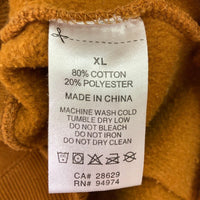 XL
80% COTTON
20% POLYESTER
MADE IN CHINA
MACHINE WASH COLD
TUMBLE DRY LOW
DO NOT BLEACH
DO NOT IRON
DO NOT DRY CLEAN
CA# 28629
RN# 94974